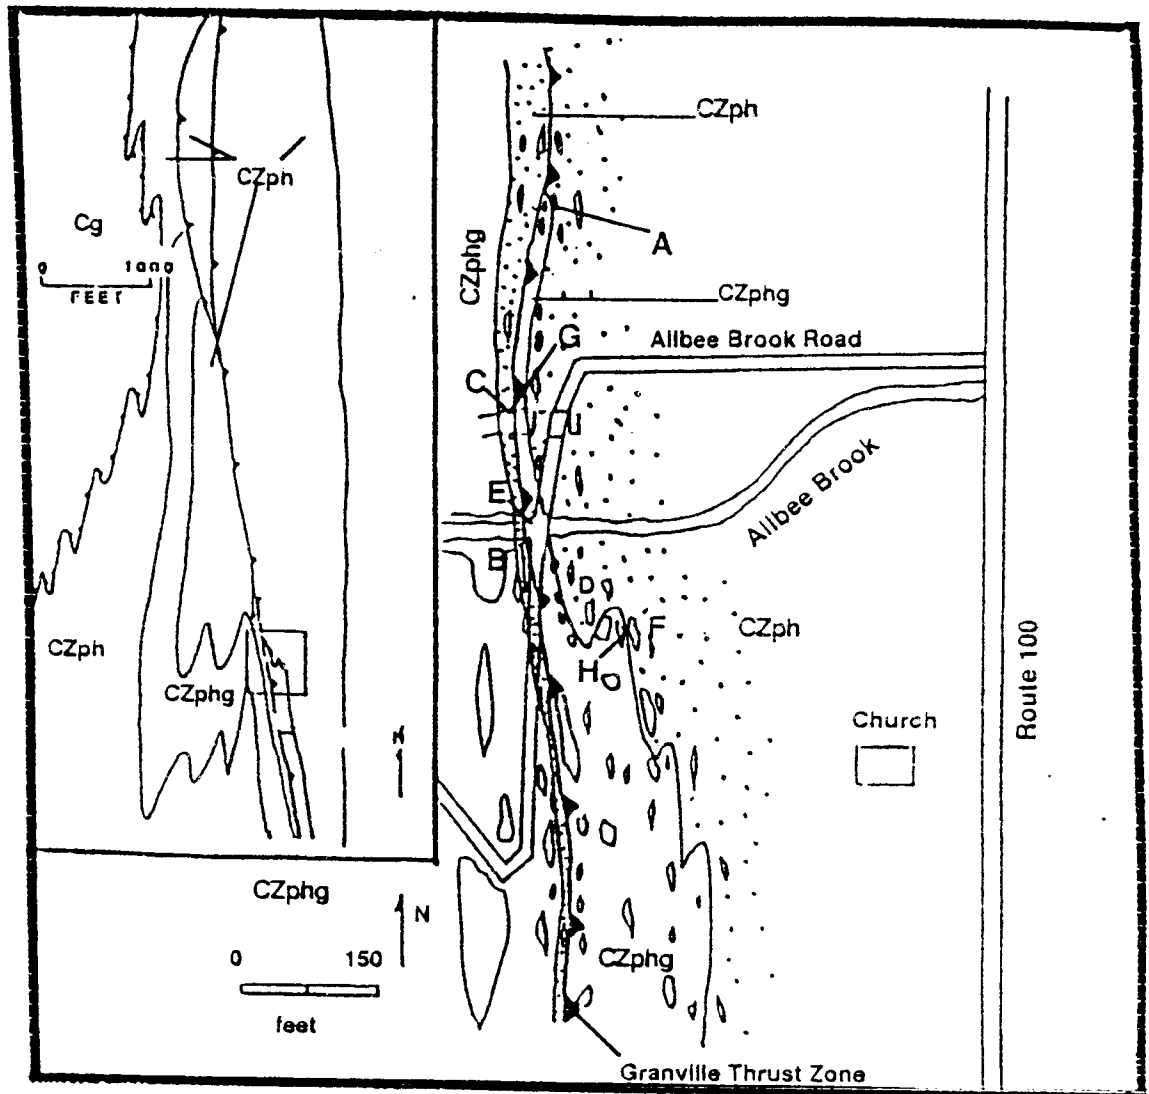 CZph
Cg
FEET
CZph
CZphg
N
CZphg
N
0 150
feet
CZph
CZphg
A
CZphg
G
Allbee Brook Road
C
E
B
Allbee Brook
D
F
H
CZph
Church
Route 100
CZphg
Granville Thrust Zone